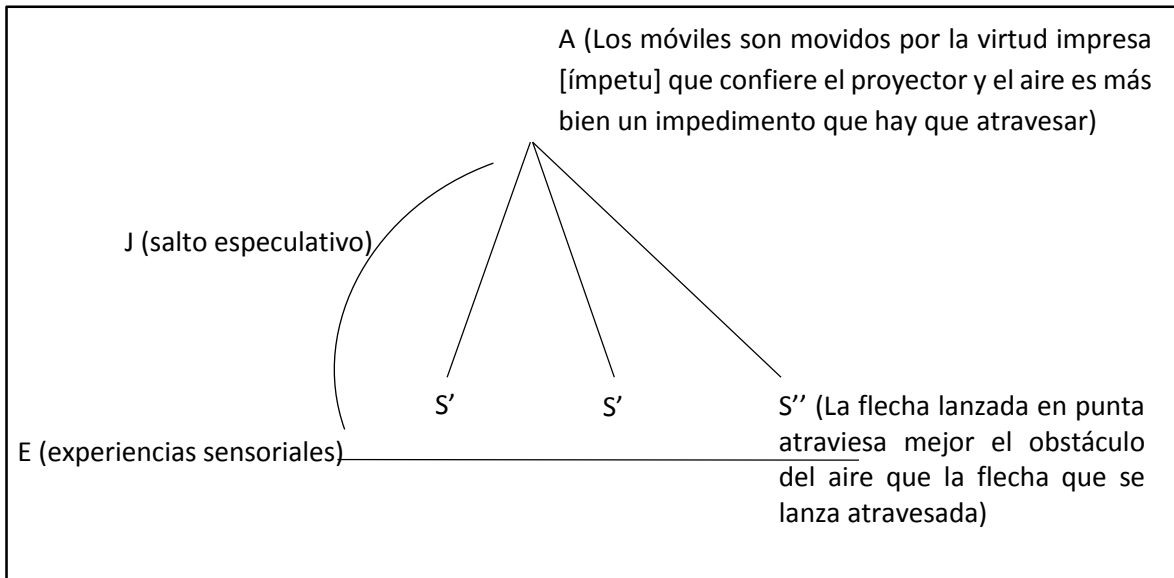 A (Los móviles son movidos por la virtud impresa
[ímpetu] que confiere el proyector y el aire es más
bien un impedimento que hay que atravesar)
J (salto especulativo)
S’
S’
S’’ (La flecha lanzada en punta
atraviesa mejor el obstáculo
del aire que la flecha que se
lanza atravesada)
E (experiencias sensoriales)